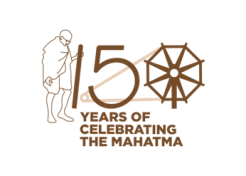 150
YEARS OF
CELEBRATING
THE MAHATMA